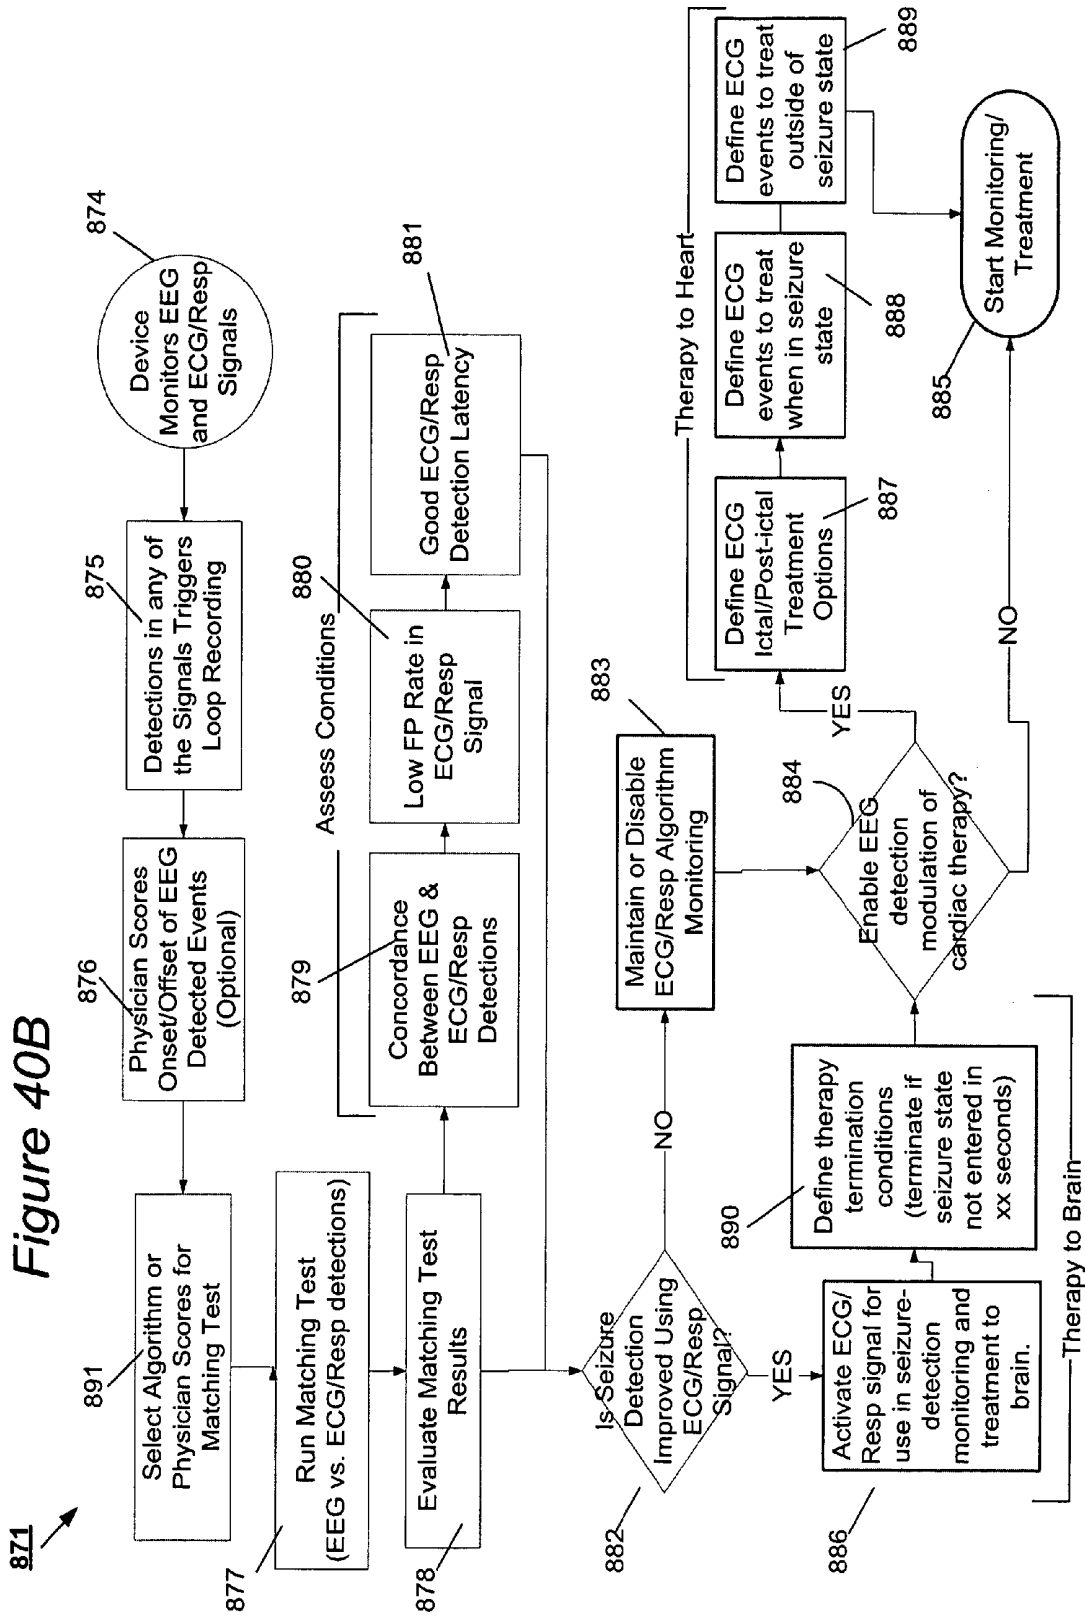 Figure 40B
871
874
Device
Monitors EEG
and ECG/Resp
Signals
875
Detections in any of
the Signals Triggers
Loop Recording
876
Physician Scores
Onset/Offset of EEG
Detected Events
(Optional)
891
Select Algorithm or
Physician Scores for
Matching Test
877
Run Matching Test
(EEG vs. ECG/Resp detections)
878
Evaluate Matching Test
Results
Assess Conditions
879
Concordance
Between EEG &
ECG/Resp
Detections
880
Low FP Rate in
ECG/Resp
Signal
881
Good ECG/Resp
Detection Latency
882
Is Seizure
Detection
Improved Using
ECG/Resp
Signal?
NO
YES
883
Maintain or Disable
ECG/Resp Algorithm
Monitoring
886
Activate ECG/
Resp signal for
use in seizure-
detection
monitoring and
treatment to
brain.
890
Define therapy
termination
conditions
(terminate if
seizure state
not entered in
xx seconds)
Therapy to Brain
884
Enable EEG
detection
modulation of
cardiac therapy?
YES
NO
Therapy to Heart
Define ECG
Ictal/Post-ictal
Treatment
Options
887
Define ECG
events to treat
when in seizure
state
888
Define ECG
events to treat
outside of
seizure state
889
885
Start Monitoring/
Treatment